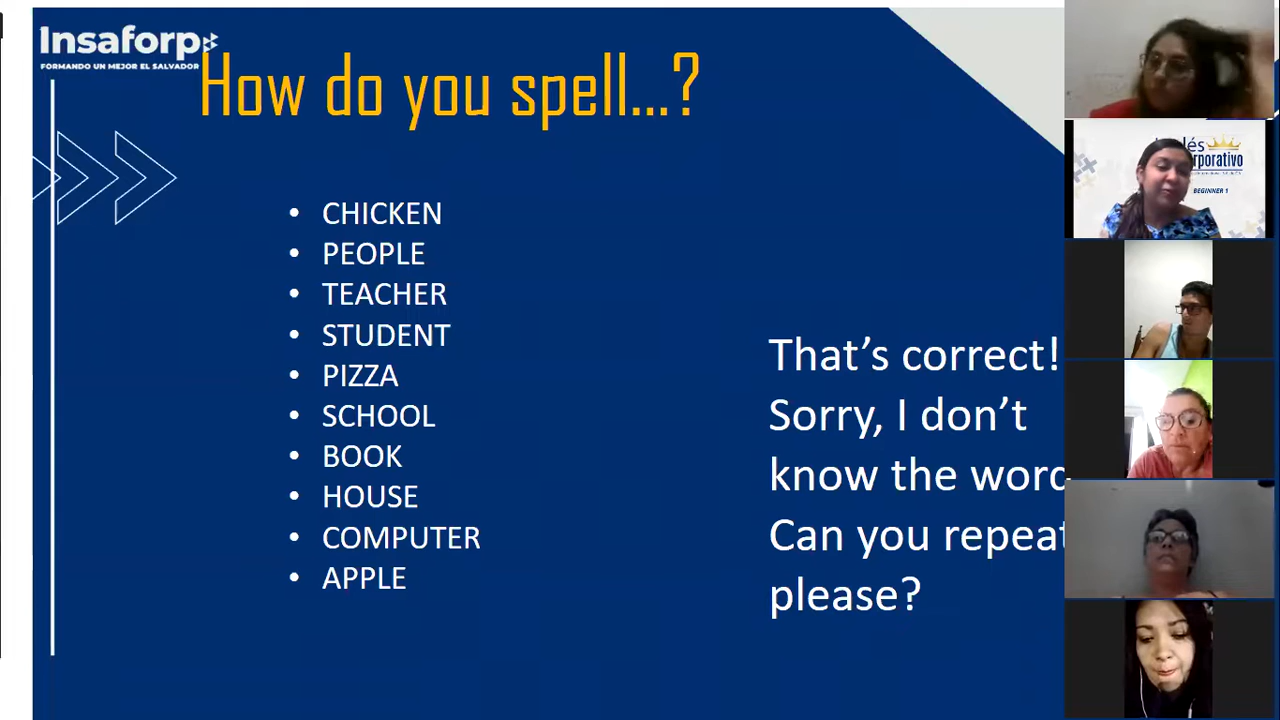 Insaforp
FORMANDO UN MEJOR EL SALVADOR
How do you spell...?
• CHICKEN
• PEOPLE
• TEACHER
• STUDENT
• PIZZA
• SCHOOL
• BOOK
• HOUSE
• COMPUTER
• APPLE
That's correct!
Sorry, I don't
know the word
Can you repeat
please?
BEGINNER 1